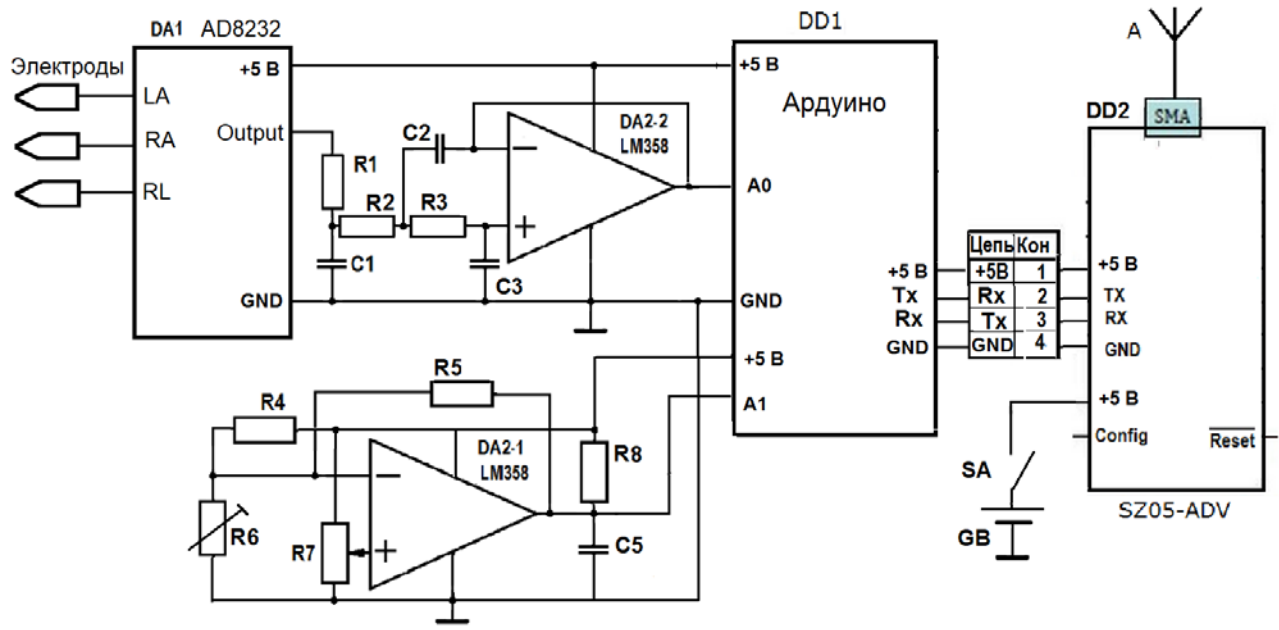 DA1 AD8232
Электроды
+5 В
LA
RA
RL
Output
GND
R1
R2
R3
C1
C2
C3
DA2-2
LM358
DD1
Ардуино
+5 В
A0
GND
+5 В
A1
+5 В
Tx
Rx
GND
Цепь Кон
+5В 1
Rx 2
Tx 3
GND 4
A
SMA
DD2
+5 В
TX
RX
GND
+5 В
Config
Reset
SZ05-ADV
SA
GB
R4
R5
R6
R7
DA2-1
LM358
R8
C5